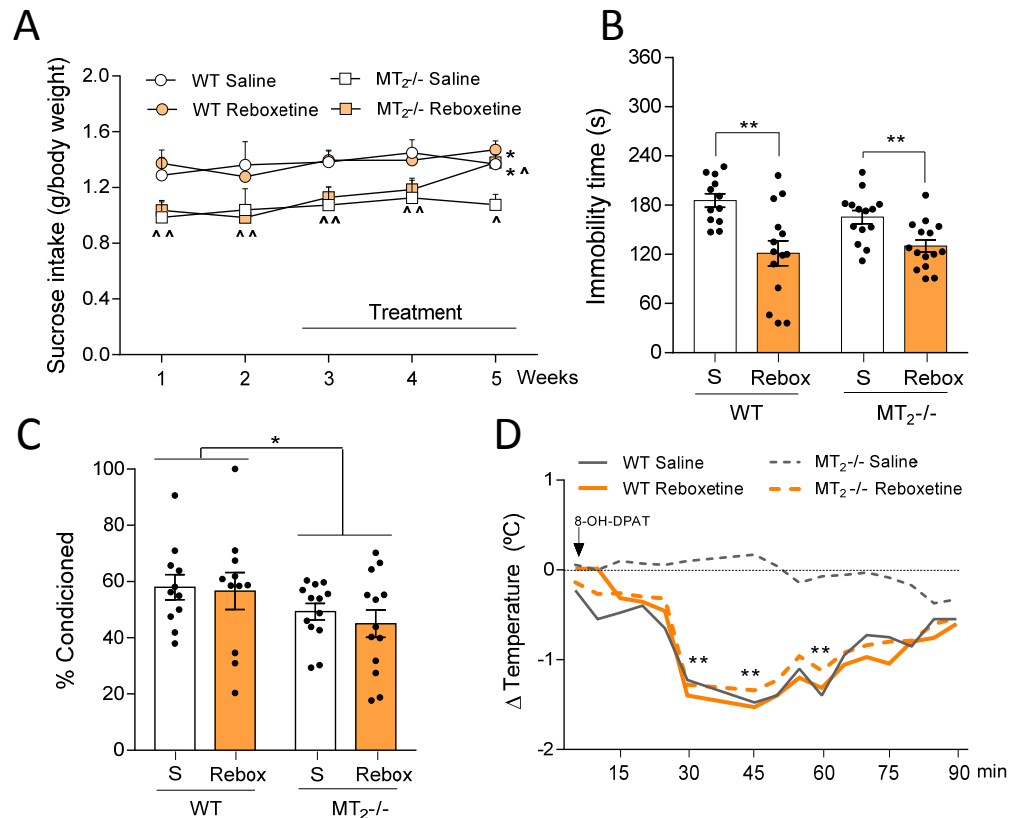 A
Sucrose intake (g/body weight)
2.0
1.6
1.2
0.8
0.4
0.0
WT Saline
MT2-/- Saline
WT Reboxetine
MT2-/- Reboxetine
*
* ^
^^
^^
^^
^^
^
Treatment
1 2 3 4 5 Weeks
B
Immobility time (s)
360
300
240
180
120
60
0
**
**
S Rebox S Rebox
WT MT2-/-
C
% Condicioned
100
80
60
40
20
0
*
S Rebox S Rebox
WT MT2-/-
D
WT Saline
MT2-/- Saline
WT Reboxetine
MT2-/- Reboxetine
Δ Temperature (ºC)
1
0
-1
-2
8-OH-DPAT
**
**
**
15 30 45 60 75 90 min